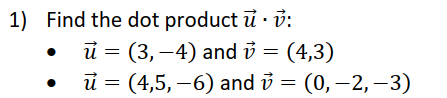 1) Find the dot product u⃗ · v⃗:
• u⃗ = (3, −4) and v⃗ = (4,3)
• u⃗ = (4,5, −6) and v⃗ = (0, −2, −3)